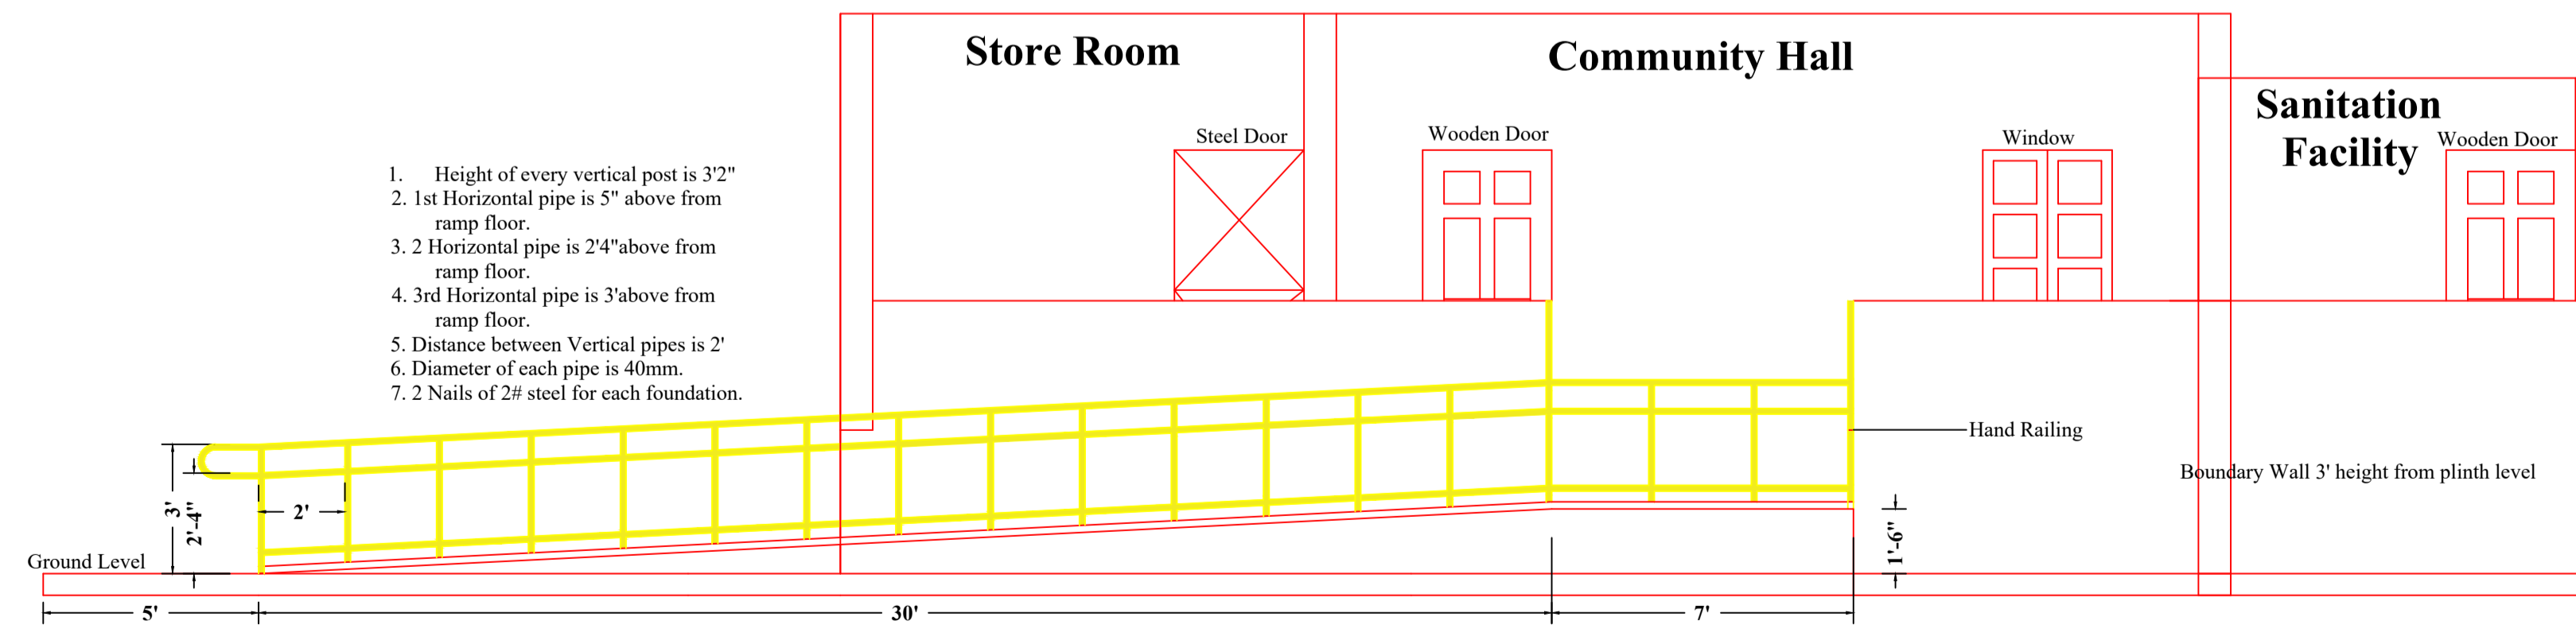 Store Room
Community Hall
Sanitation
Facility
Steel Door
Wooden Door
Window
Wooden Door
1. Height of every vertical post is 3'2"
2. 1st Horizontal pipe is 5" above from
ramp floor.
3. 2 Horizontal pipe is 2'4"above from
ramp floor.
4. 3rd Horizontal pipe is 3'above from
ramp floor.
5. Distance between Vertical pipes is 2'
6. Diameter of each pipe is 40mm.
7. 2 Nails of 2# steel for each foundation.
Hand Railing
Boundary Wall 3' height from plinth level
3'
2'-4"
2'
1'-6"
Ground Level
5'
30'
7'